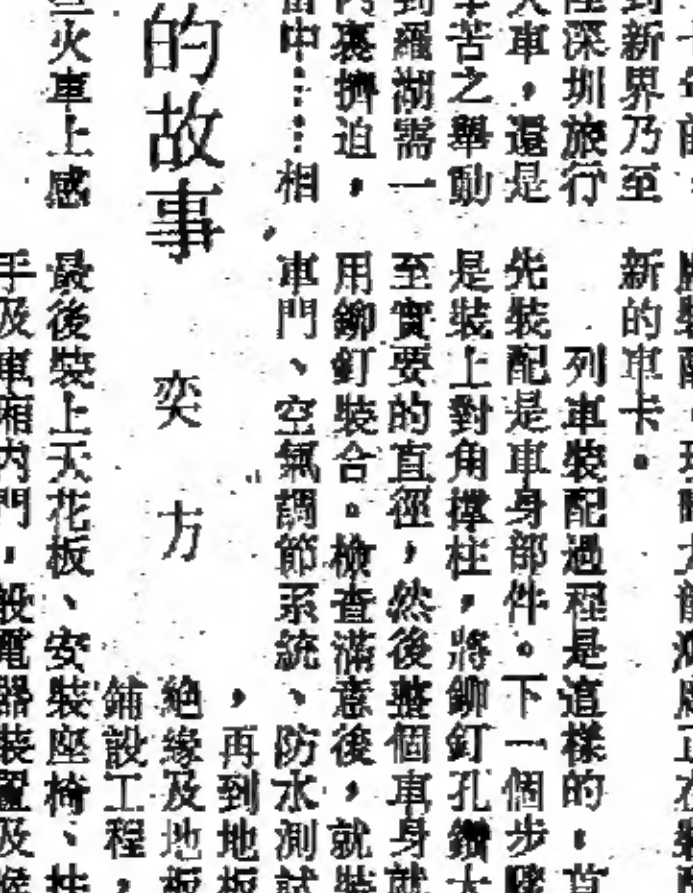 新界乃至
深圳旅行
車，還是
苦之舉動
到羅湖需一
內裏擠迫，
當中……相
的故事
奕方
火車上感
新的車卡。
列車裝配過程是這樣的：首
先裝配是車身部件。下一個步驟
是裝上對角撑柱，將鉚釘孔鑽大
至實要的直徑，然後整個車身就
用鉚釘裝合。檢查滿意後，就裝
車門、空氣調節系統、防水測試
，再到地板
絕緣及地板
鋪設工程，
最後裝上天花板、安裝座椅、扶
手及車廂內門，般電器裝置及喉